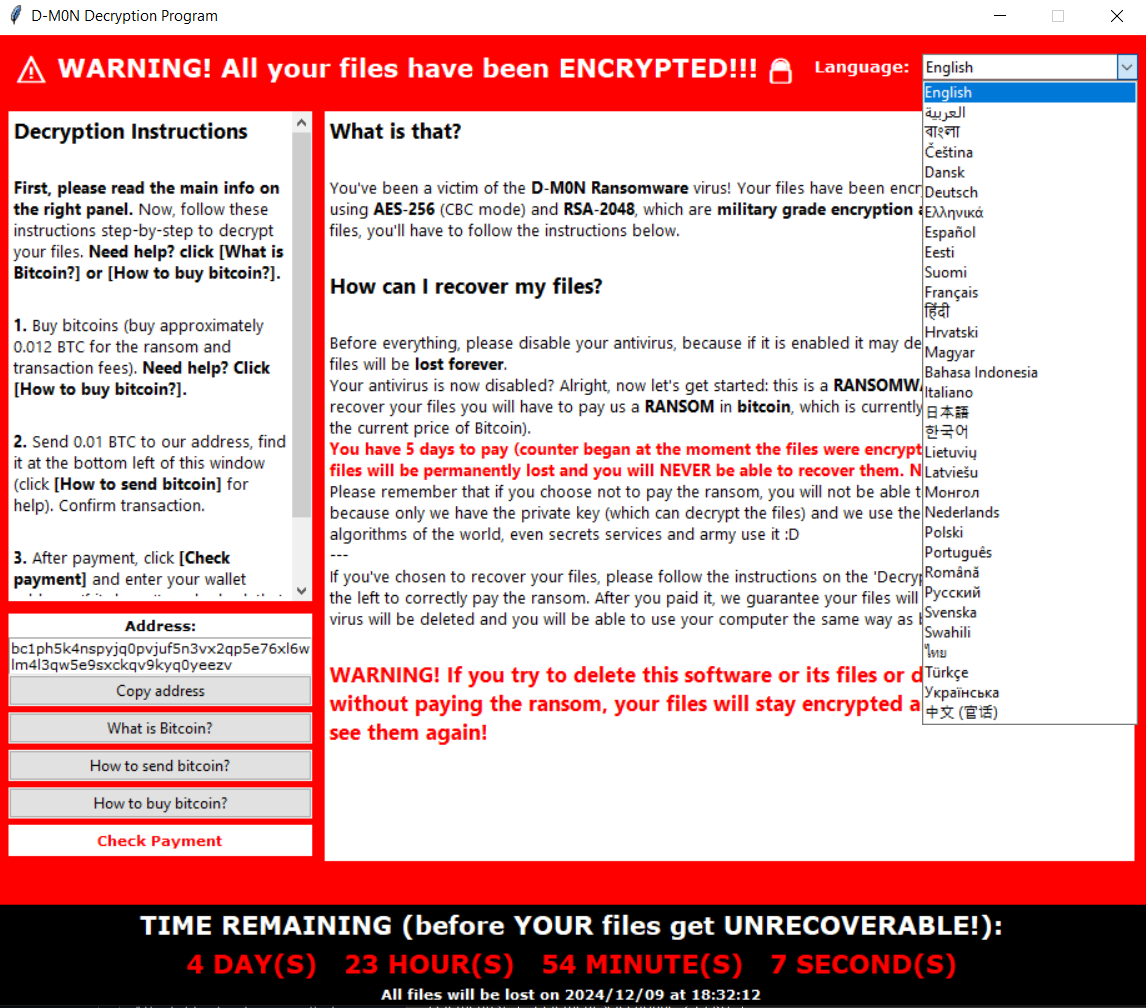 D-M0N Decryption Program
WARNING! All your files have been ENCRYPTED!!!
Language:
English
English
العربية
বাংলা
Čeština
Dansk
Deutsch
Ελληνικά
Español
Eesti
Suomi
Français
हिंदी
Hrvatski
Magyar
Bahasa Indonesia
Italiano
日本語
한국어
Lietuvių
Latviešu
Монгол
Nederlands
Polski
Português
Română
Русский
Svenska
Swahili
ไทย
Türkçe
Українська
中文 (官话)
Decryption Instructions
First, please read the main info on
the right panel. Now, follow these
instructions step-by-step to decrypt
your files. Need help? click [What is
Bitcoin?] or [How to buy bitcoin?].
1. Buy bitcoins (buy approximately
0.012 BTC for the ransom and
transaction fees). Need help? Click
[How to buy bitcoin?].
2. Send 0.01 BTC to our address, find
it at the bottom left of this window
(click [How to send bitcoin] for
help). Confirm transaction.
3. After payment, click [Check
payment] and enter your wallet
Address:
bc1ph5k4nspyjq0pvjuf5n3vx2qp5e76xl6w
lm4l3qw5e9sxckqv9kyq0yeezv
Copy address
What is Bitcoin?
How to send bitcoin?
How to buy bitcoin?
Check Payment
What is that?
You've been a victim of the D-M0N Ransomware virus! Your files have been encr
using AES-256 (CBC mode) and RSA-2048, which are military grade encryption
files, you'll have to follow the instructions below.
How can I recover my files?
Before everything, please disable your antivirus, because if it is enabled it may de
files will be lost forever.
Your antivirus is now disabled? Alright, now let's get started: this is a RANSOMW
recover your files you will have to pay us a RANSOM in bitcoin, which is currently
the current price of Bitcoin).
You have 5 days to pay (counter began at the moment the files were encrypt
files will be permanently lost and you will NEVER be able to recover them. N
Please remember that if you choose not to pay the ransom, you will not be able t
because only we have the private key (which can decrypt the files) and we use the
algorithms of the world, even secrets services and army use it :D
---
If you've chosen to recover your files, please follow the instructions on the 'Decryp
the left to correctly pay the ransom. After you paid it, we guarantee your files will
virus will be deleted and you will be able to use your computer the same way as
WARNING! If you try to delete this software or its files or d
without paying the ransom, your files will stay encrypted a
see them again!
TIME REMAINING (before YOUR files get UNRECOVERABLE!):
4 DAY(S) 23 HOUR(S) 54 MINUTE(S) 7 SECOND(S)
All files will be lost on 2024/12/09 at 18:32:12